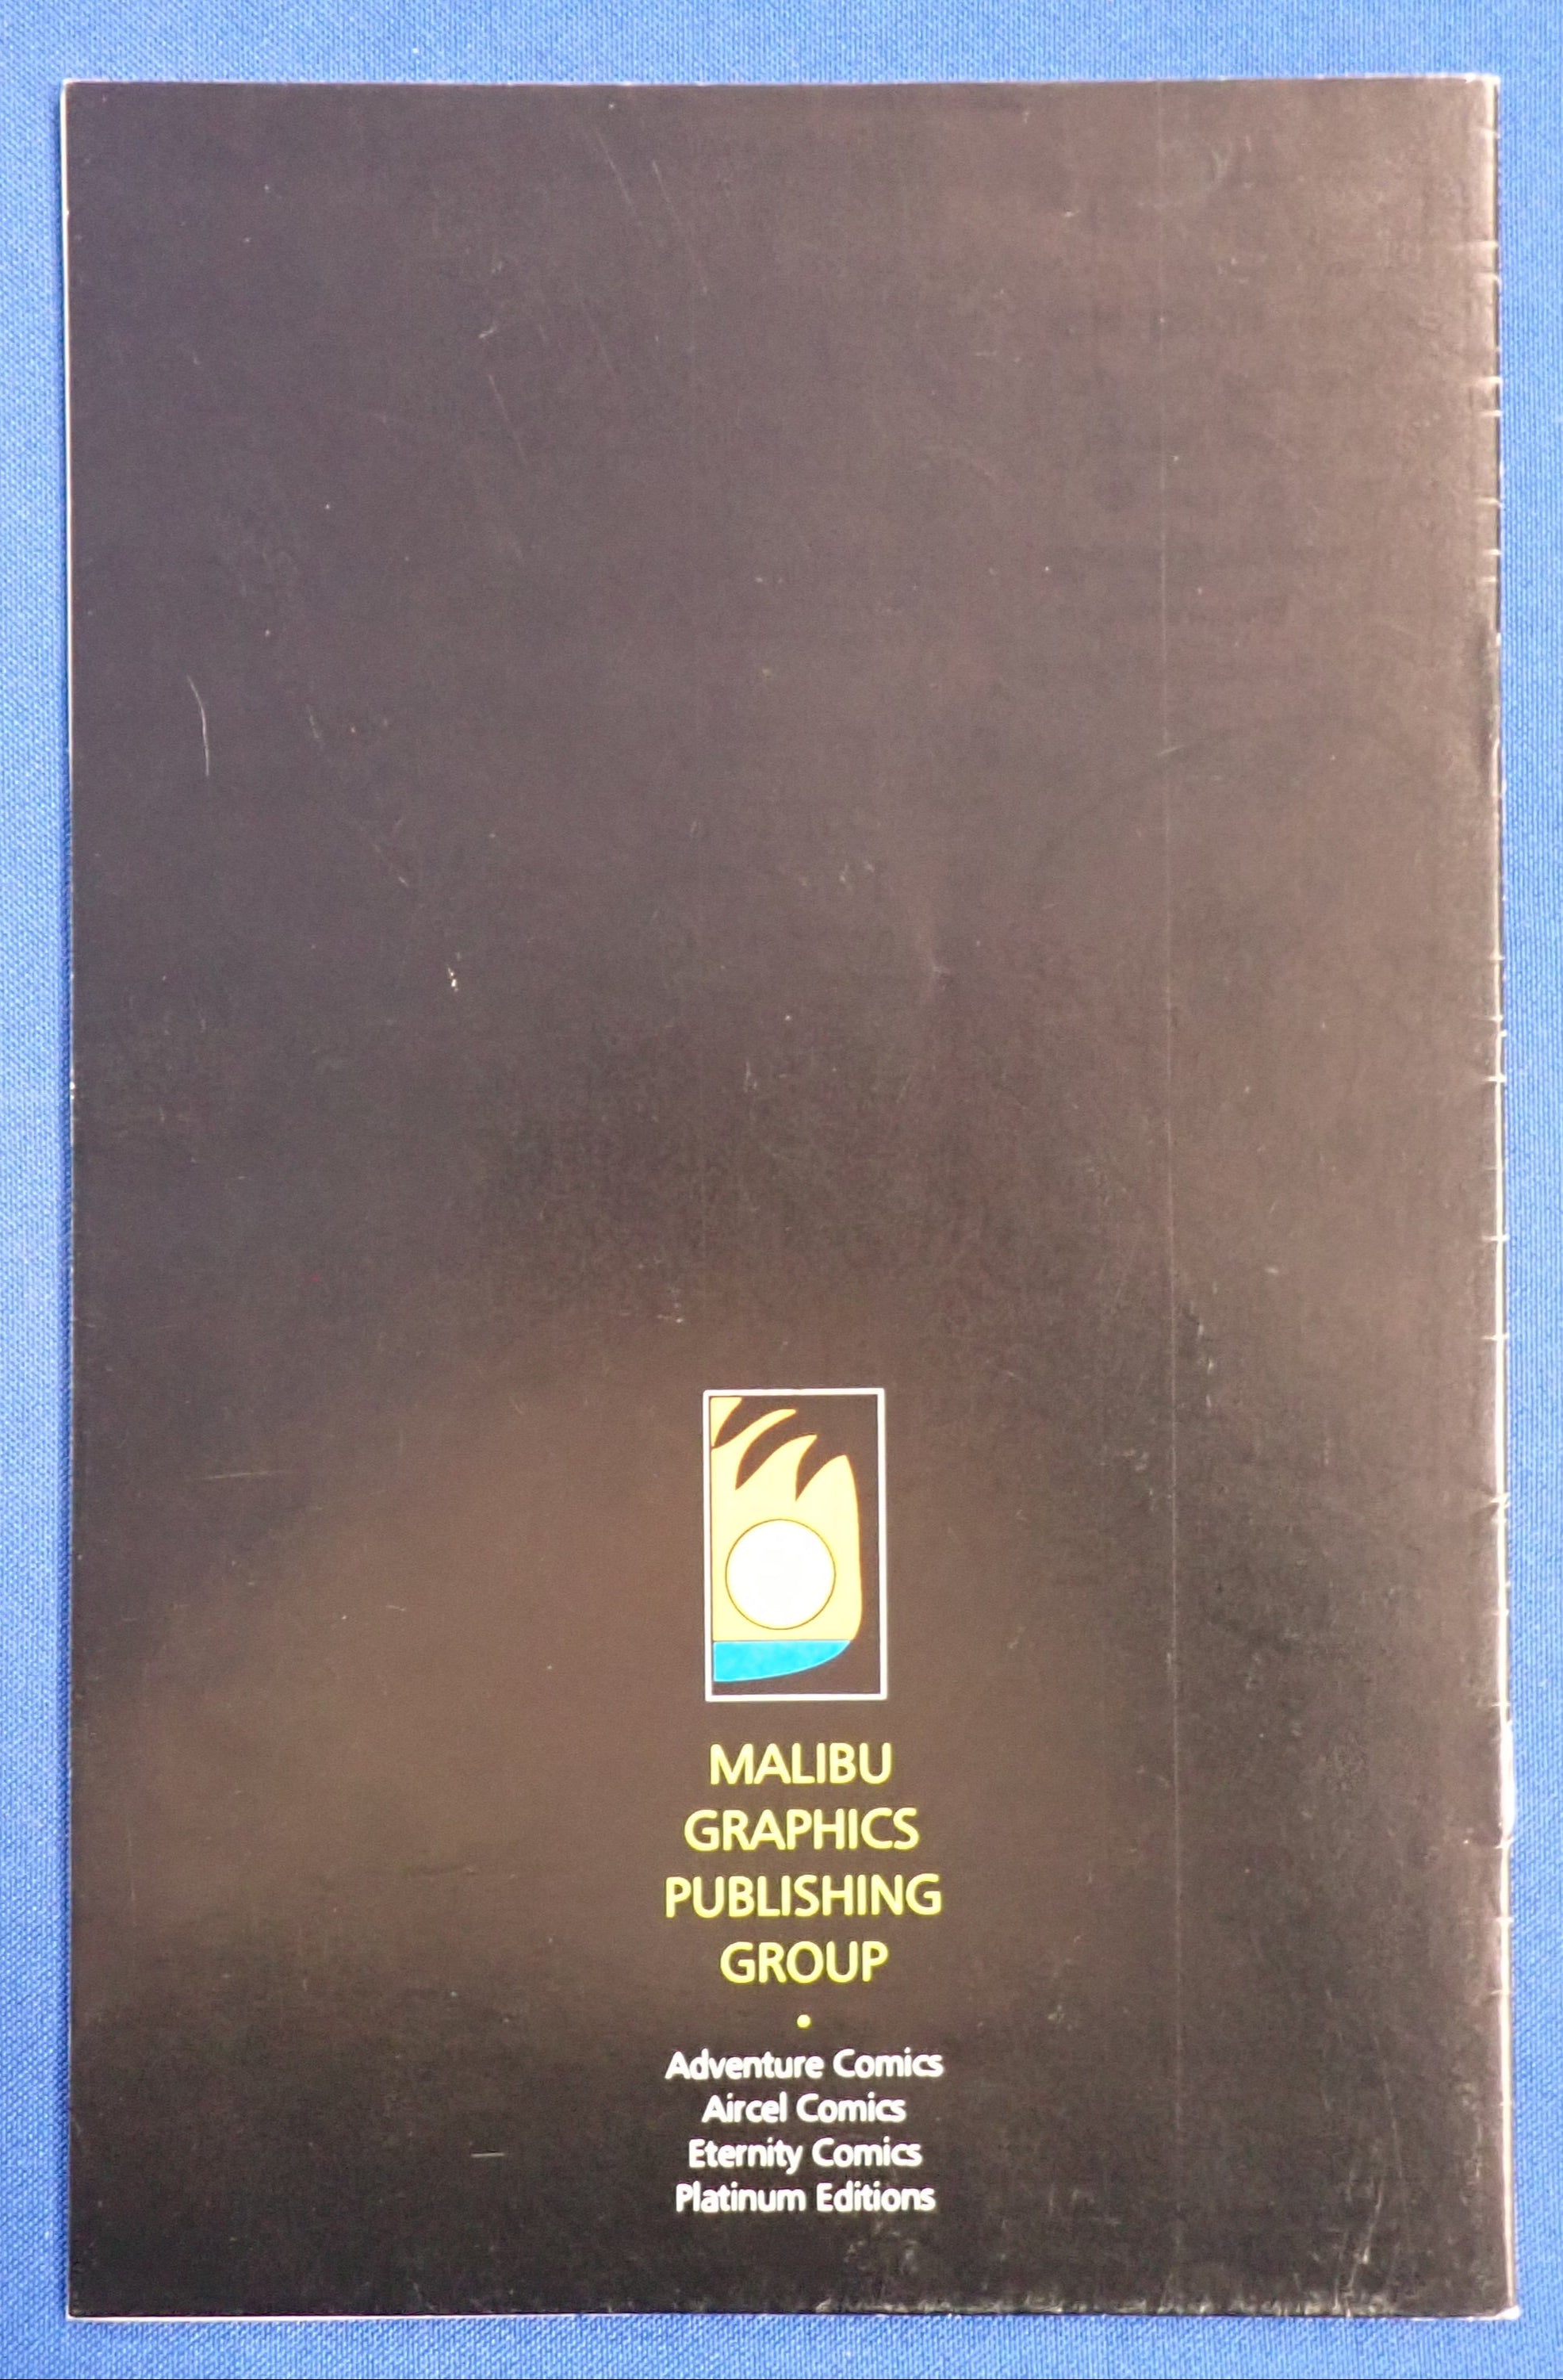 MALIBU
GRAPHICS
PUBLISHING
GROUP
•
Adventure Comics
Aircel Comics
Eternity Comics
Platinum Editions